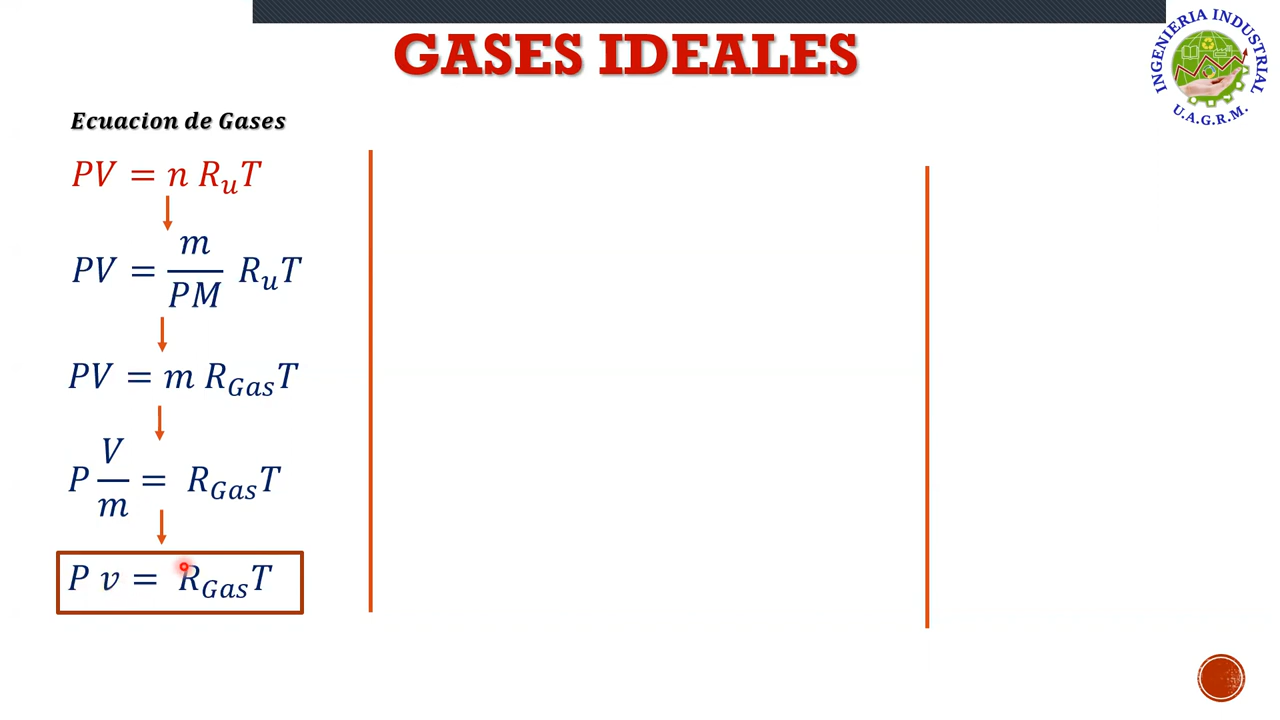 GASES IDEALES
INGENIERIA INDUSTRIAL
U.A.G.R.M.
Ecuacion de Gases
PV = n R_u T
PV = m/PM R_u T
PV = m R_Gas T
P V/m = R_Gas T
P v = R_Gas T